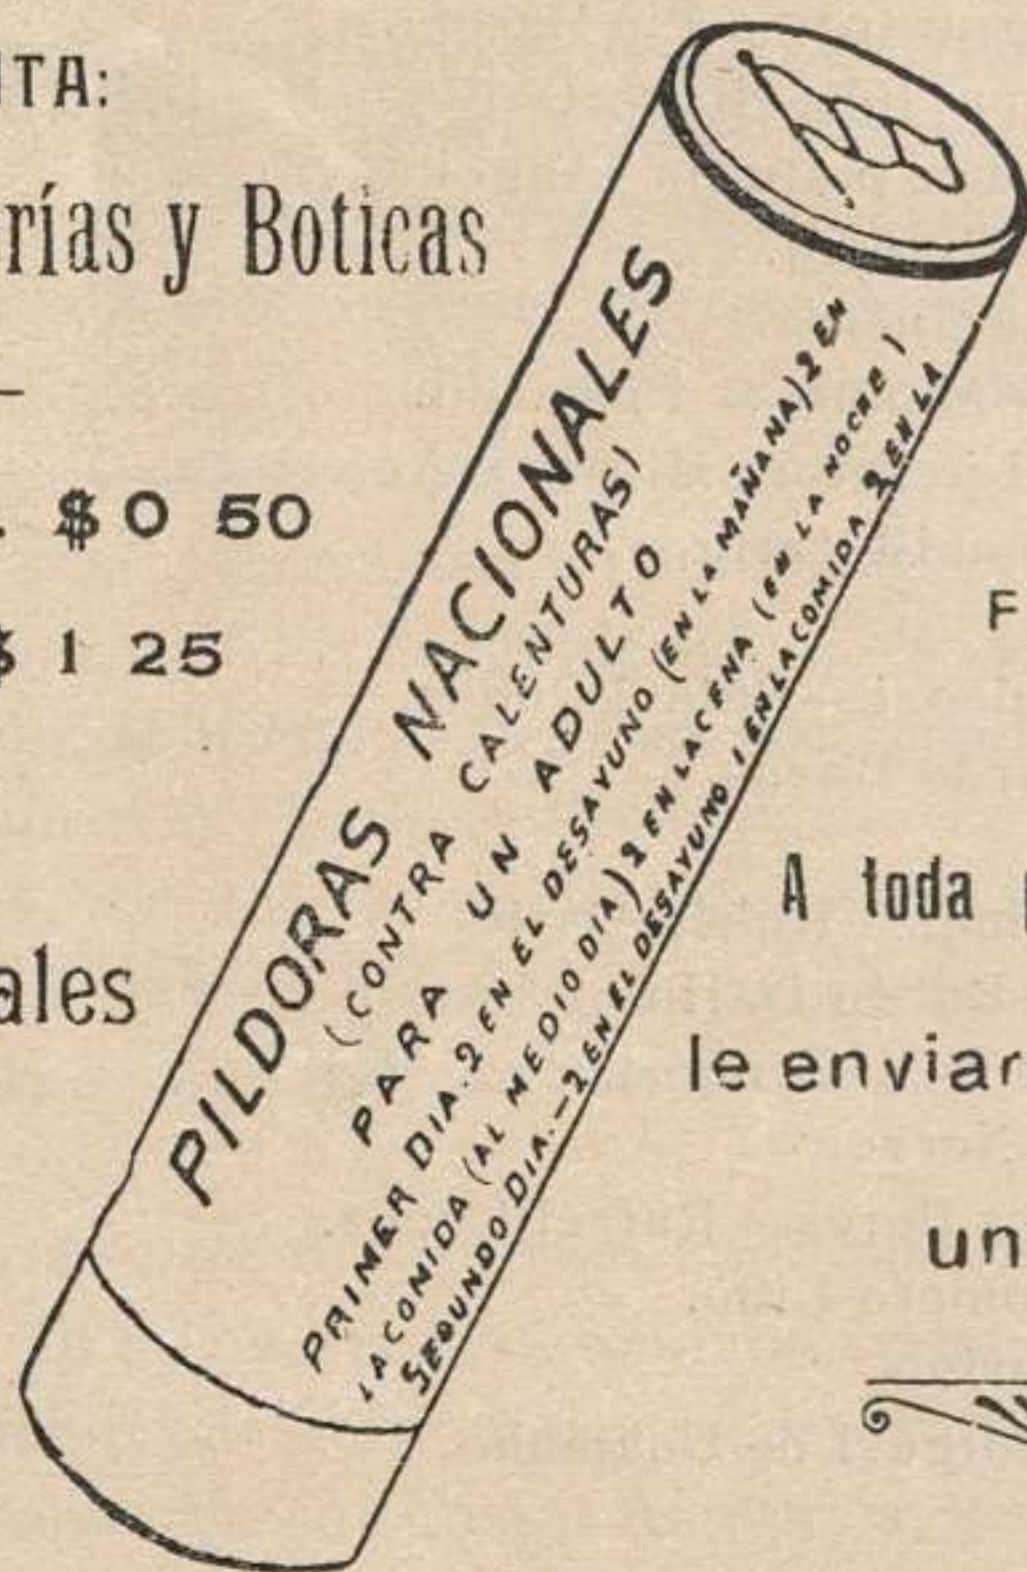 NTA:
rías y Boticas
. $ 0 50
$ 1 25
ales
PILDORAS NACIONALES
(CONTRA CALENTURAS)
PARA UN ADULTO
PRIMER DIA. 2 EN EL DESAYUNO (EN LA MAÑANA) 2 EN
LA COMIDA (AL MEDIO DIA) 2 EN LA CENA (EN LA NOCHE)
SEGUNDO DIA.—2 EN EL DESAYUNO 1 EN LA COMIDA 2 EN LA
F
A toda
le enviar
un